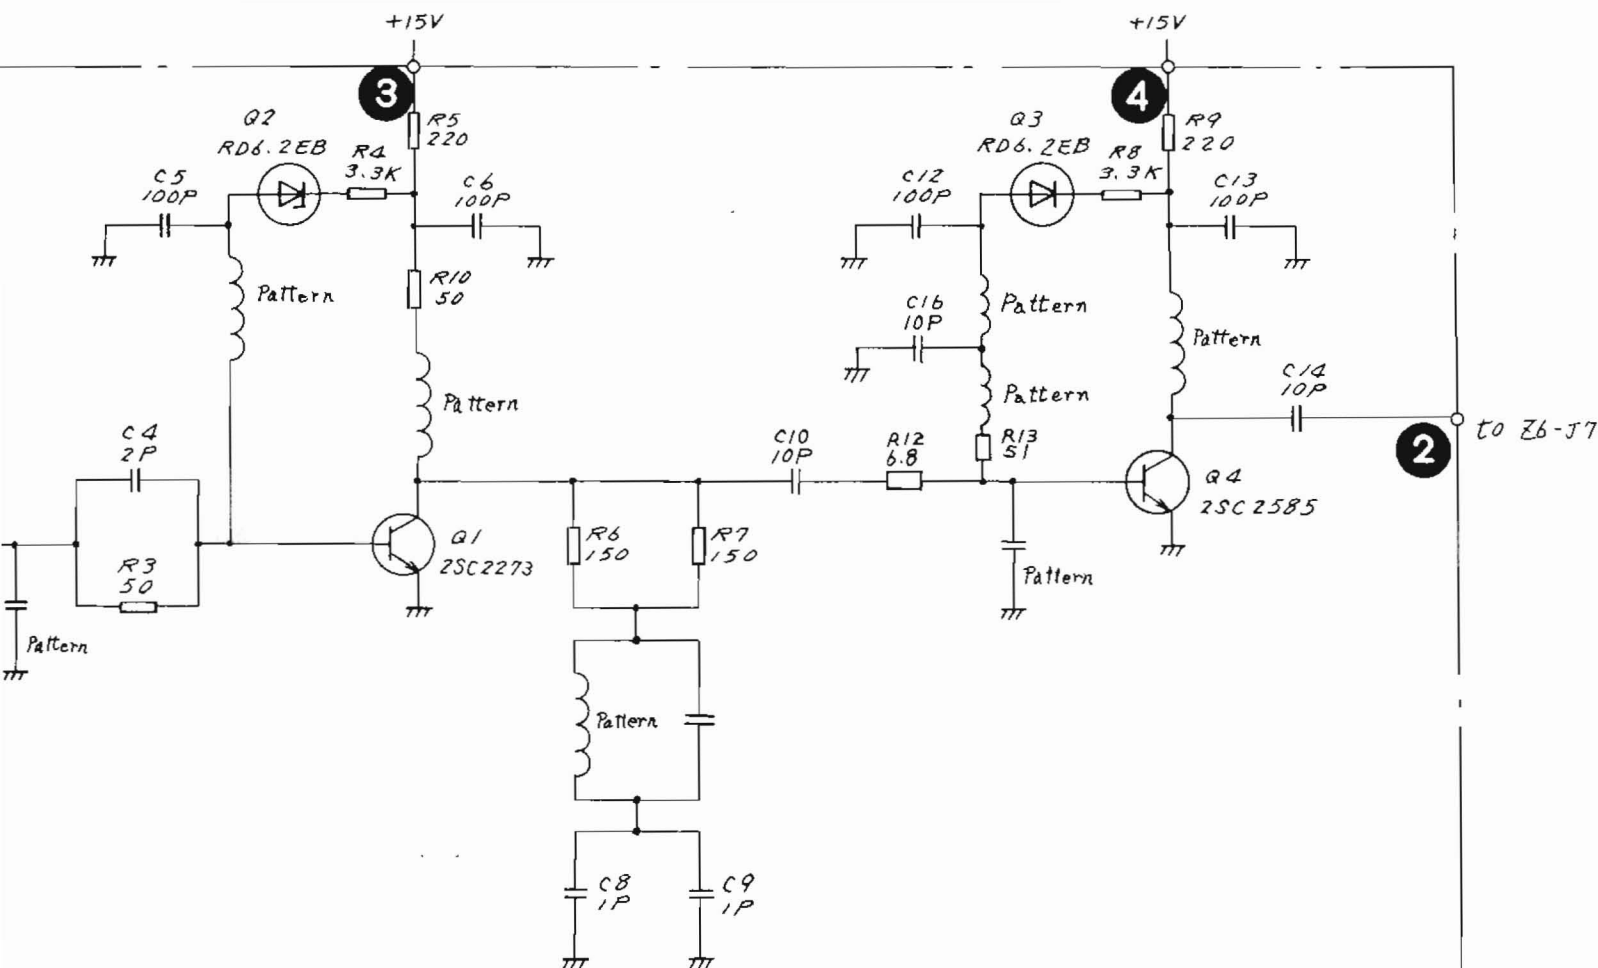 +15V
+15V
3
4
Q2
RD6.2EB
R5
220
R4
3.3K
C5
100P
C6
100P
Q3
RD6.2EB
R9
220
R8
3.3K
C12
100P
C13
100P
Pattern
R10
50
C16
10P
Pattern
Pattern
Pattern
Pattern
C14
10P
2
to Z6-J7
C4
2P
C10
10P
R12
6.8
R13
51
Q4
2SC2585
R3
50
Q1
2SC2273
R6
150
R7
150
Pattern
Pattern
Pattern
C8
1P
C9
1P